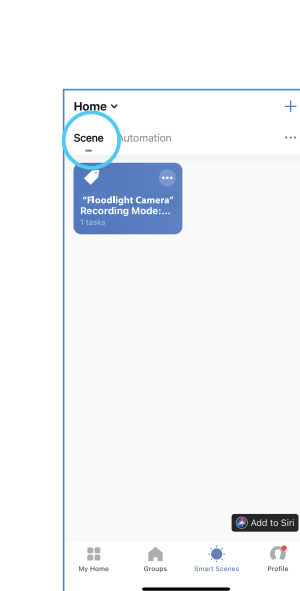 Home
Scene
Automation
“Floodlight Camera”
Recording Mode:...
1 tasks
Add to Siri
My Home
Groups
Smart Scenes
Profile